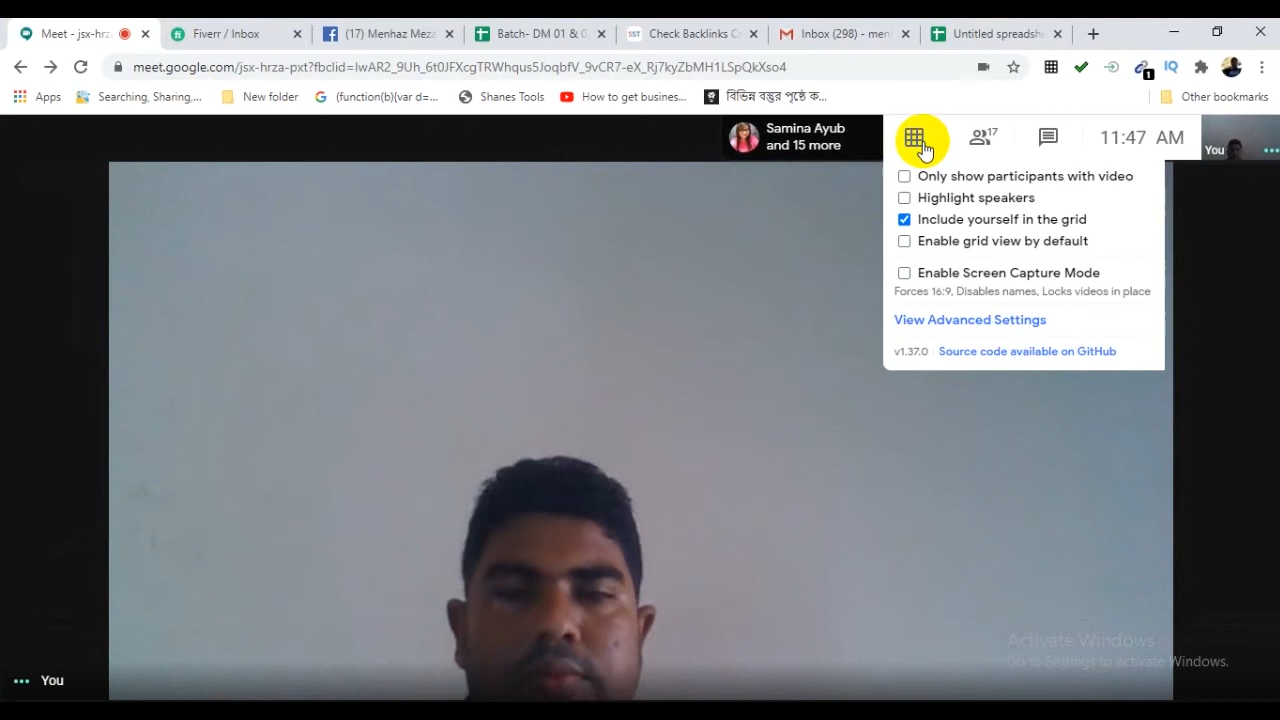 Meet - jsx-hrz
Fiverr / Inbox
(17) Menhaz Meza
Batch- DM 01 & 0
SST
Check Backlinks C
Inbox (298) - men
Untitled spreadshe
meet.google.com/jsx-hrza-pxt?fbclid=IwAR2_9Uh_6t0JFXcgTRWhqus5JoqbfV_9vCR7-eX_Rj7kyZbMH1LSpQkXso4
1
IQ
Apps
Searching, Sharing,...
New folder
(function(b){var d=...
Shanes Tools
How to get busines...
বিভিন্ন বস্তুর পৃষ্ঠে ক...
Other bookmarks
Samina Ayub
and 15 more
17
11:47 AM
You
Only show participants with video
Highlight speakers
Include yourself in the grid
Enable grid view by default
Enable Screen Capture Mode
Forces 16:9, Disables names, Locks videos in place
View Advanced Settings
v1.37.0 Source code available on GitHub
Activate Windows
Go to Settings to activate Windows.
You